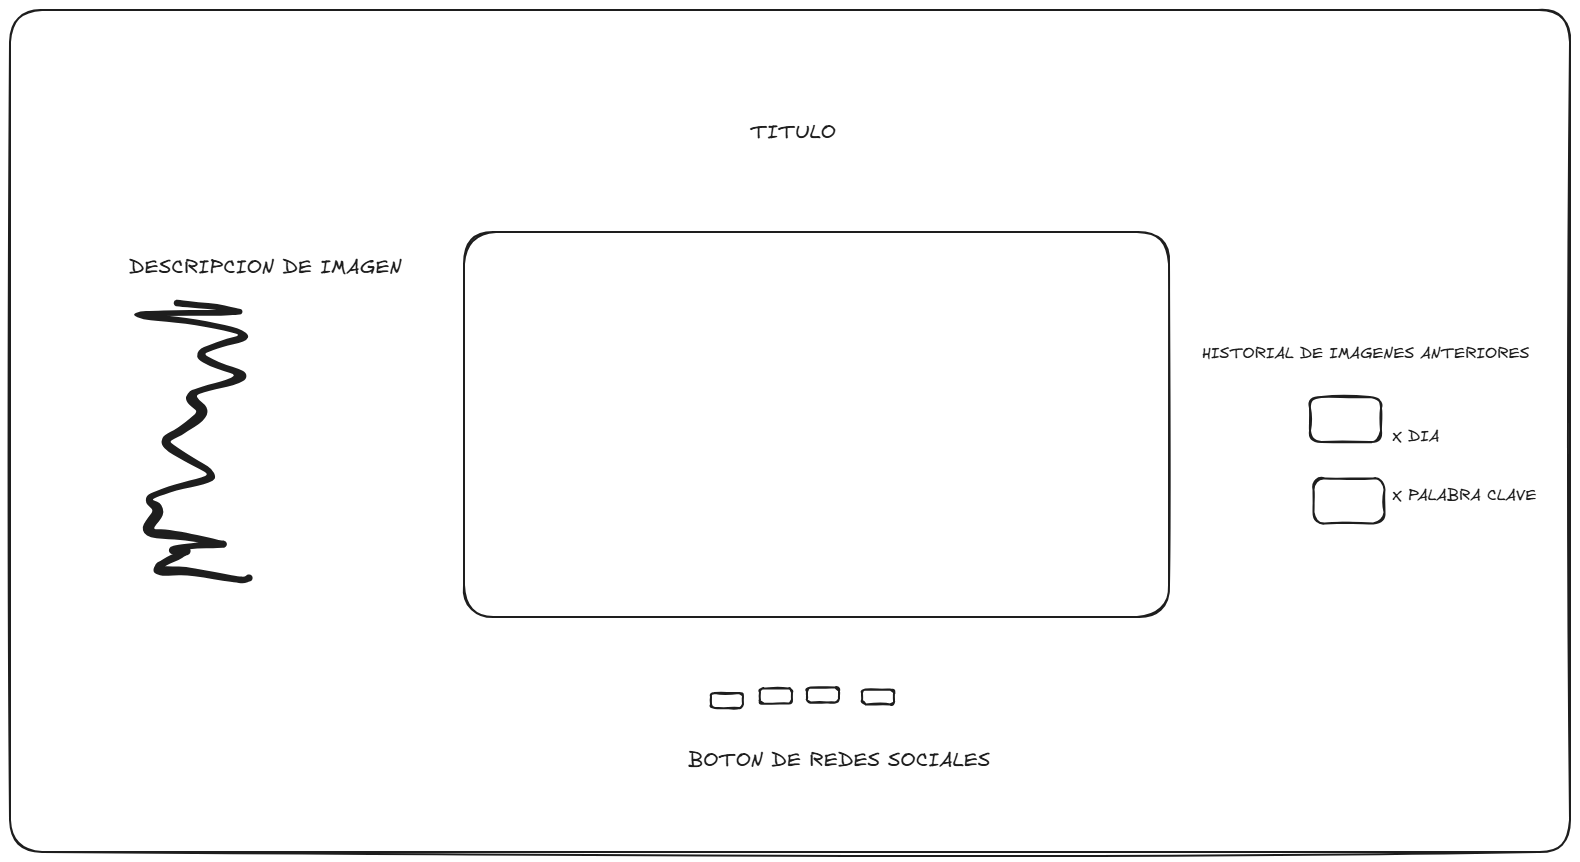 TITULO
DESCRIPCION DE IMAGEN
HISTORIAL DE IMAGENES ANTERIORES
X DIA
X PALABRA CLAVE
BOTON DE REDES SOCIALES